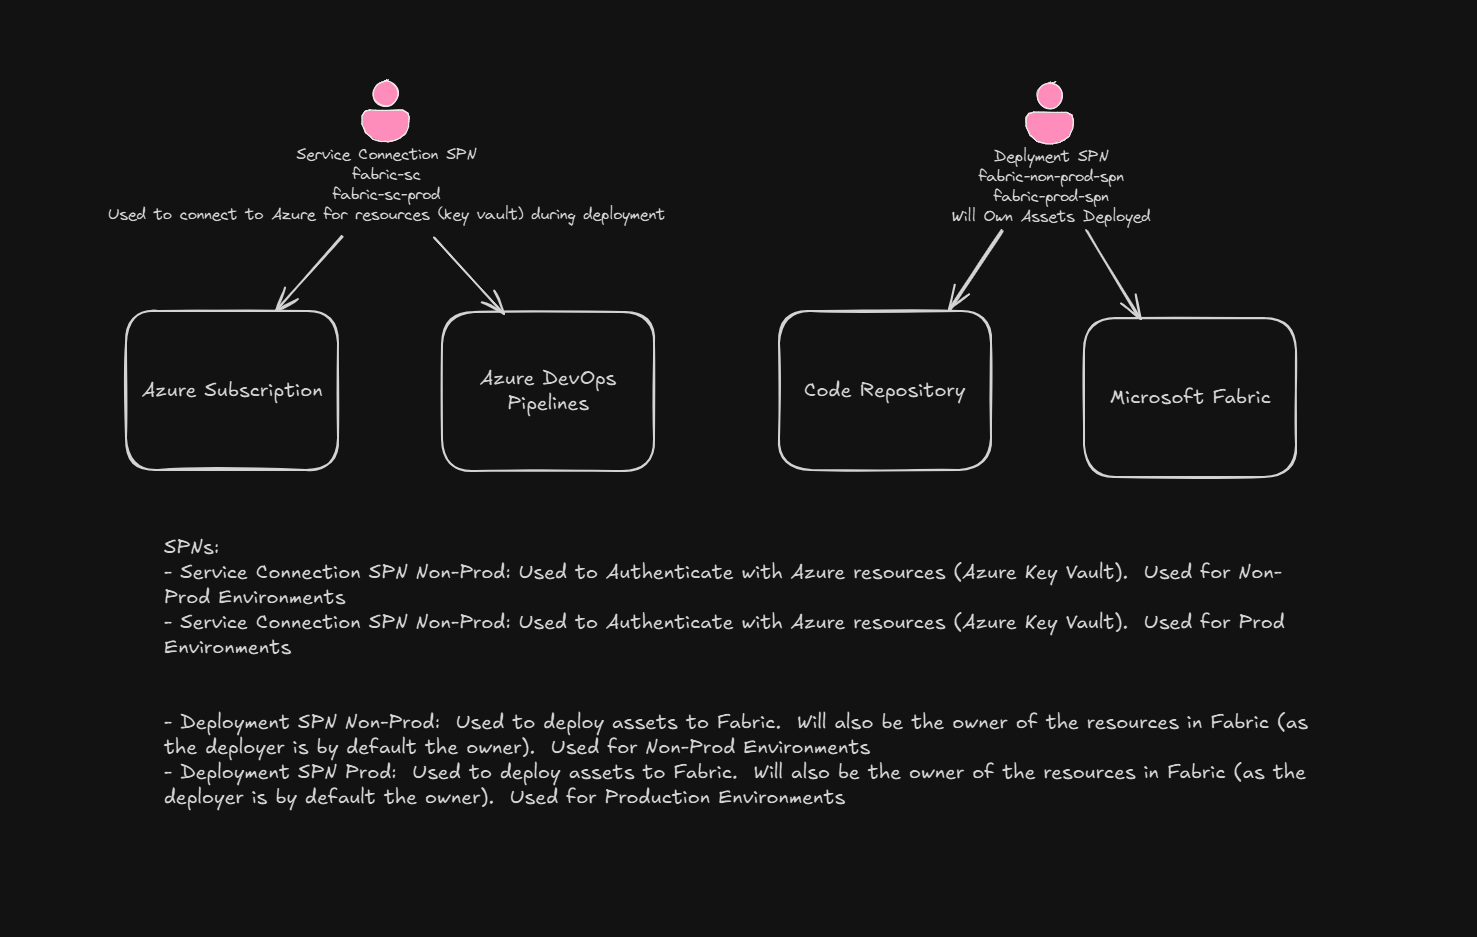 Service Connection SPN
fabric-sc
fabric-sc-prod
Used to connect to Azure for resources (key vault) during deployment
Deplyment SPN
fabric-non-prod-spn
fabric-prod-spn
Will Own Assets Deployed
Azure Subscription
Azure DevOps
Pipelines
Code Repository
Microsoft Fabric
SPNs:
- Service Connection SPN Non-Prod: Used to Authenticate with Azure resources (Azure Key Vault).  Used for Non-
Prod Environments
- Service Connection SPN Non-Prod: Used to Authenticate with Azure resources (Azure Key Vault).  Used for Prod
Environments
- Deployment SPN Non-Prod:  Used to deploy assets to Fabric.  Will also be the owner of the resources in Fabric (as
the deployer is by default the owner).  Used for Non-Prod Environments
- Deployment SPN Prod:  Used to deploy assets to Fabric.  Will also be the owner of the resources in Fabric (as the
deployer is by default the owner).  Used for Production Environments